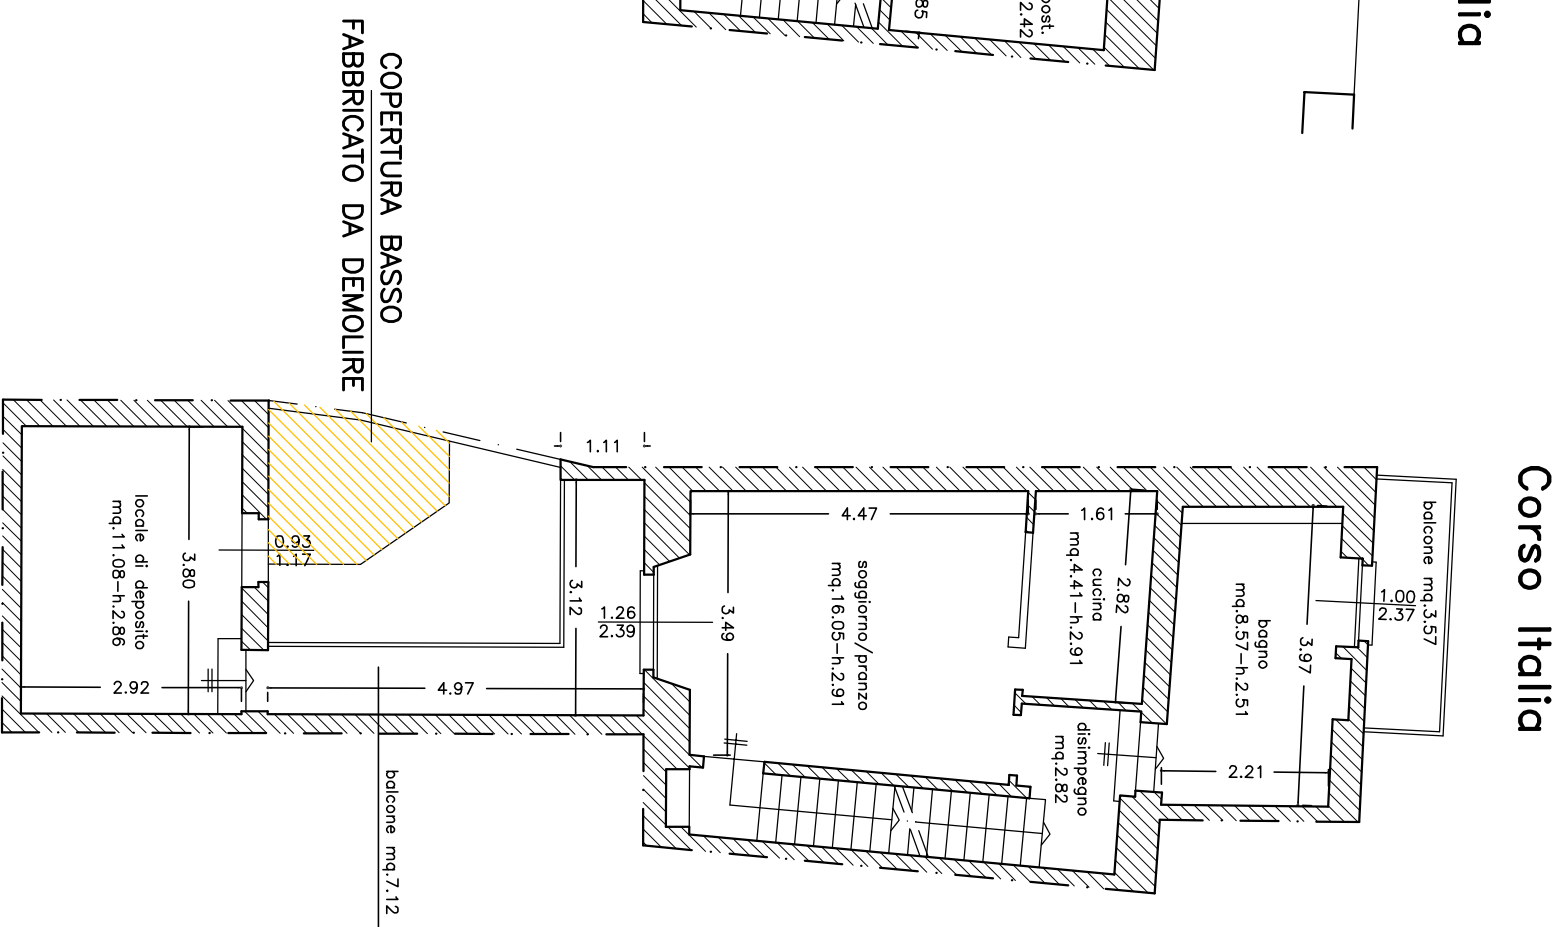 lia
Corso Italia
ost.
2.42
85
COPERTURA BASSO
FABBRICATO DA DEMOLIRE
balcone mq.3.57
1.00
2.37
bagno
mq.8.57-h.2.51
3.97
2.21
cucina
mq.4.41-h.2.91
1.61
2.82
disimpegno
mq.2.82
soggiorno/pranzo
mq.16.05-h.2.91
4.47
3.49
1.26
2.39
1.11
3.12
4.97
balcone mq.7.12
0.93
1.17
locale di deposito
mq.11.08-h.2.86
3.80
2.92